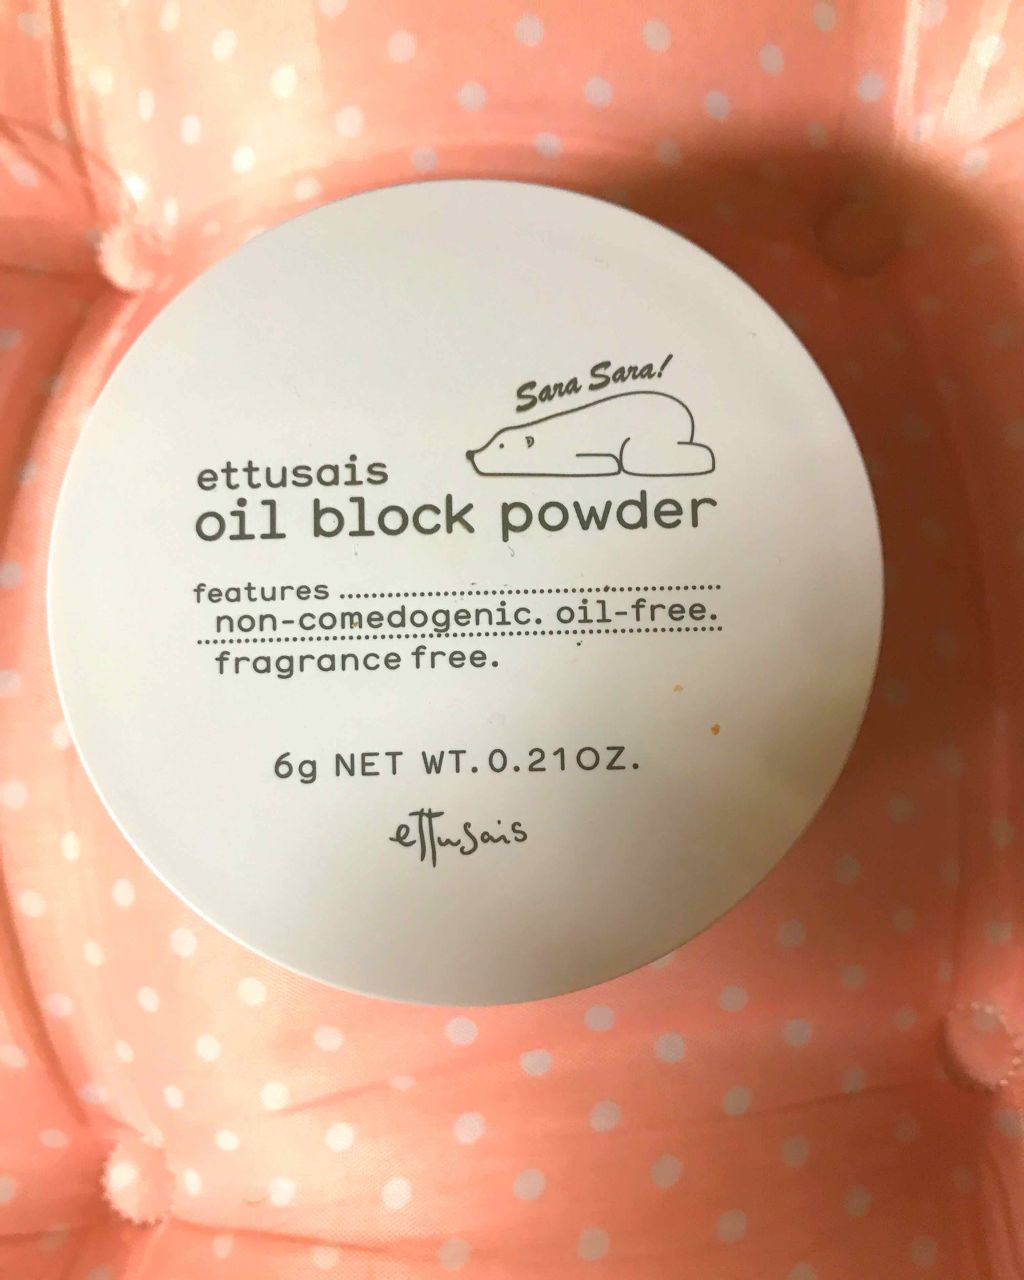 Sara Sara!
ettusais
oil block powder
features
non-comedogenic. oil-free.
fragrance free.
6g NET WT. 0.21OZ.
ettusais